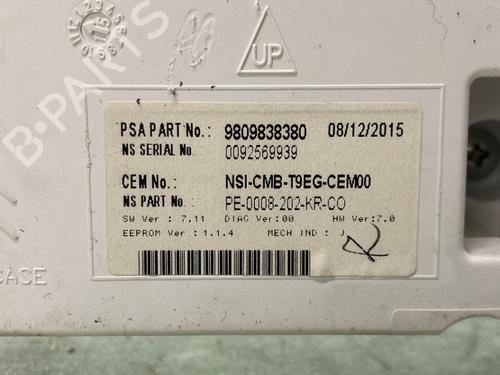 UP
PSA PART No.: 9809838380 08/12/2015
NS SERIAL No.: 0092569939
CEM No.: NSI-CMB-T9EG-CEM00
NS PART No.: PE-0008-202-KR-CO
SW Ver : 7.11 DIAG Ver:00 HW Ver:7.0
EEPROM Ver : 1.1.4 MECH IND : J
CASE
B-PARTS